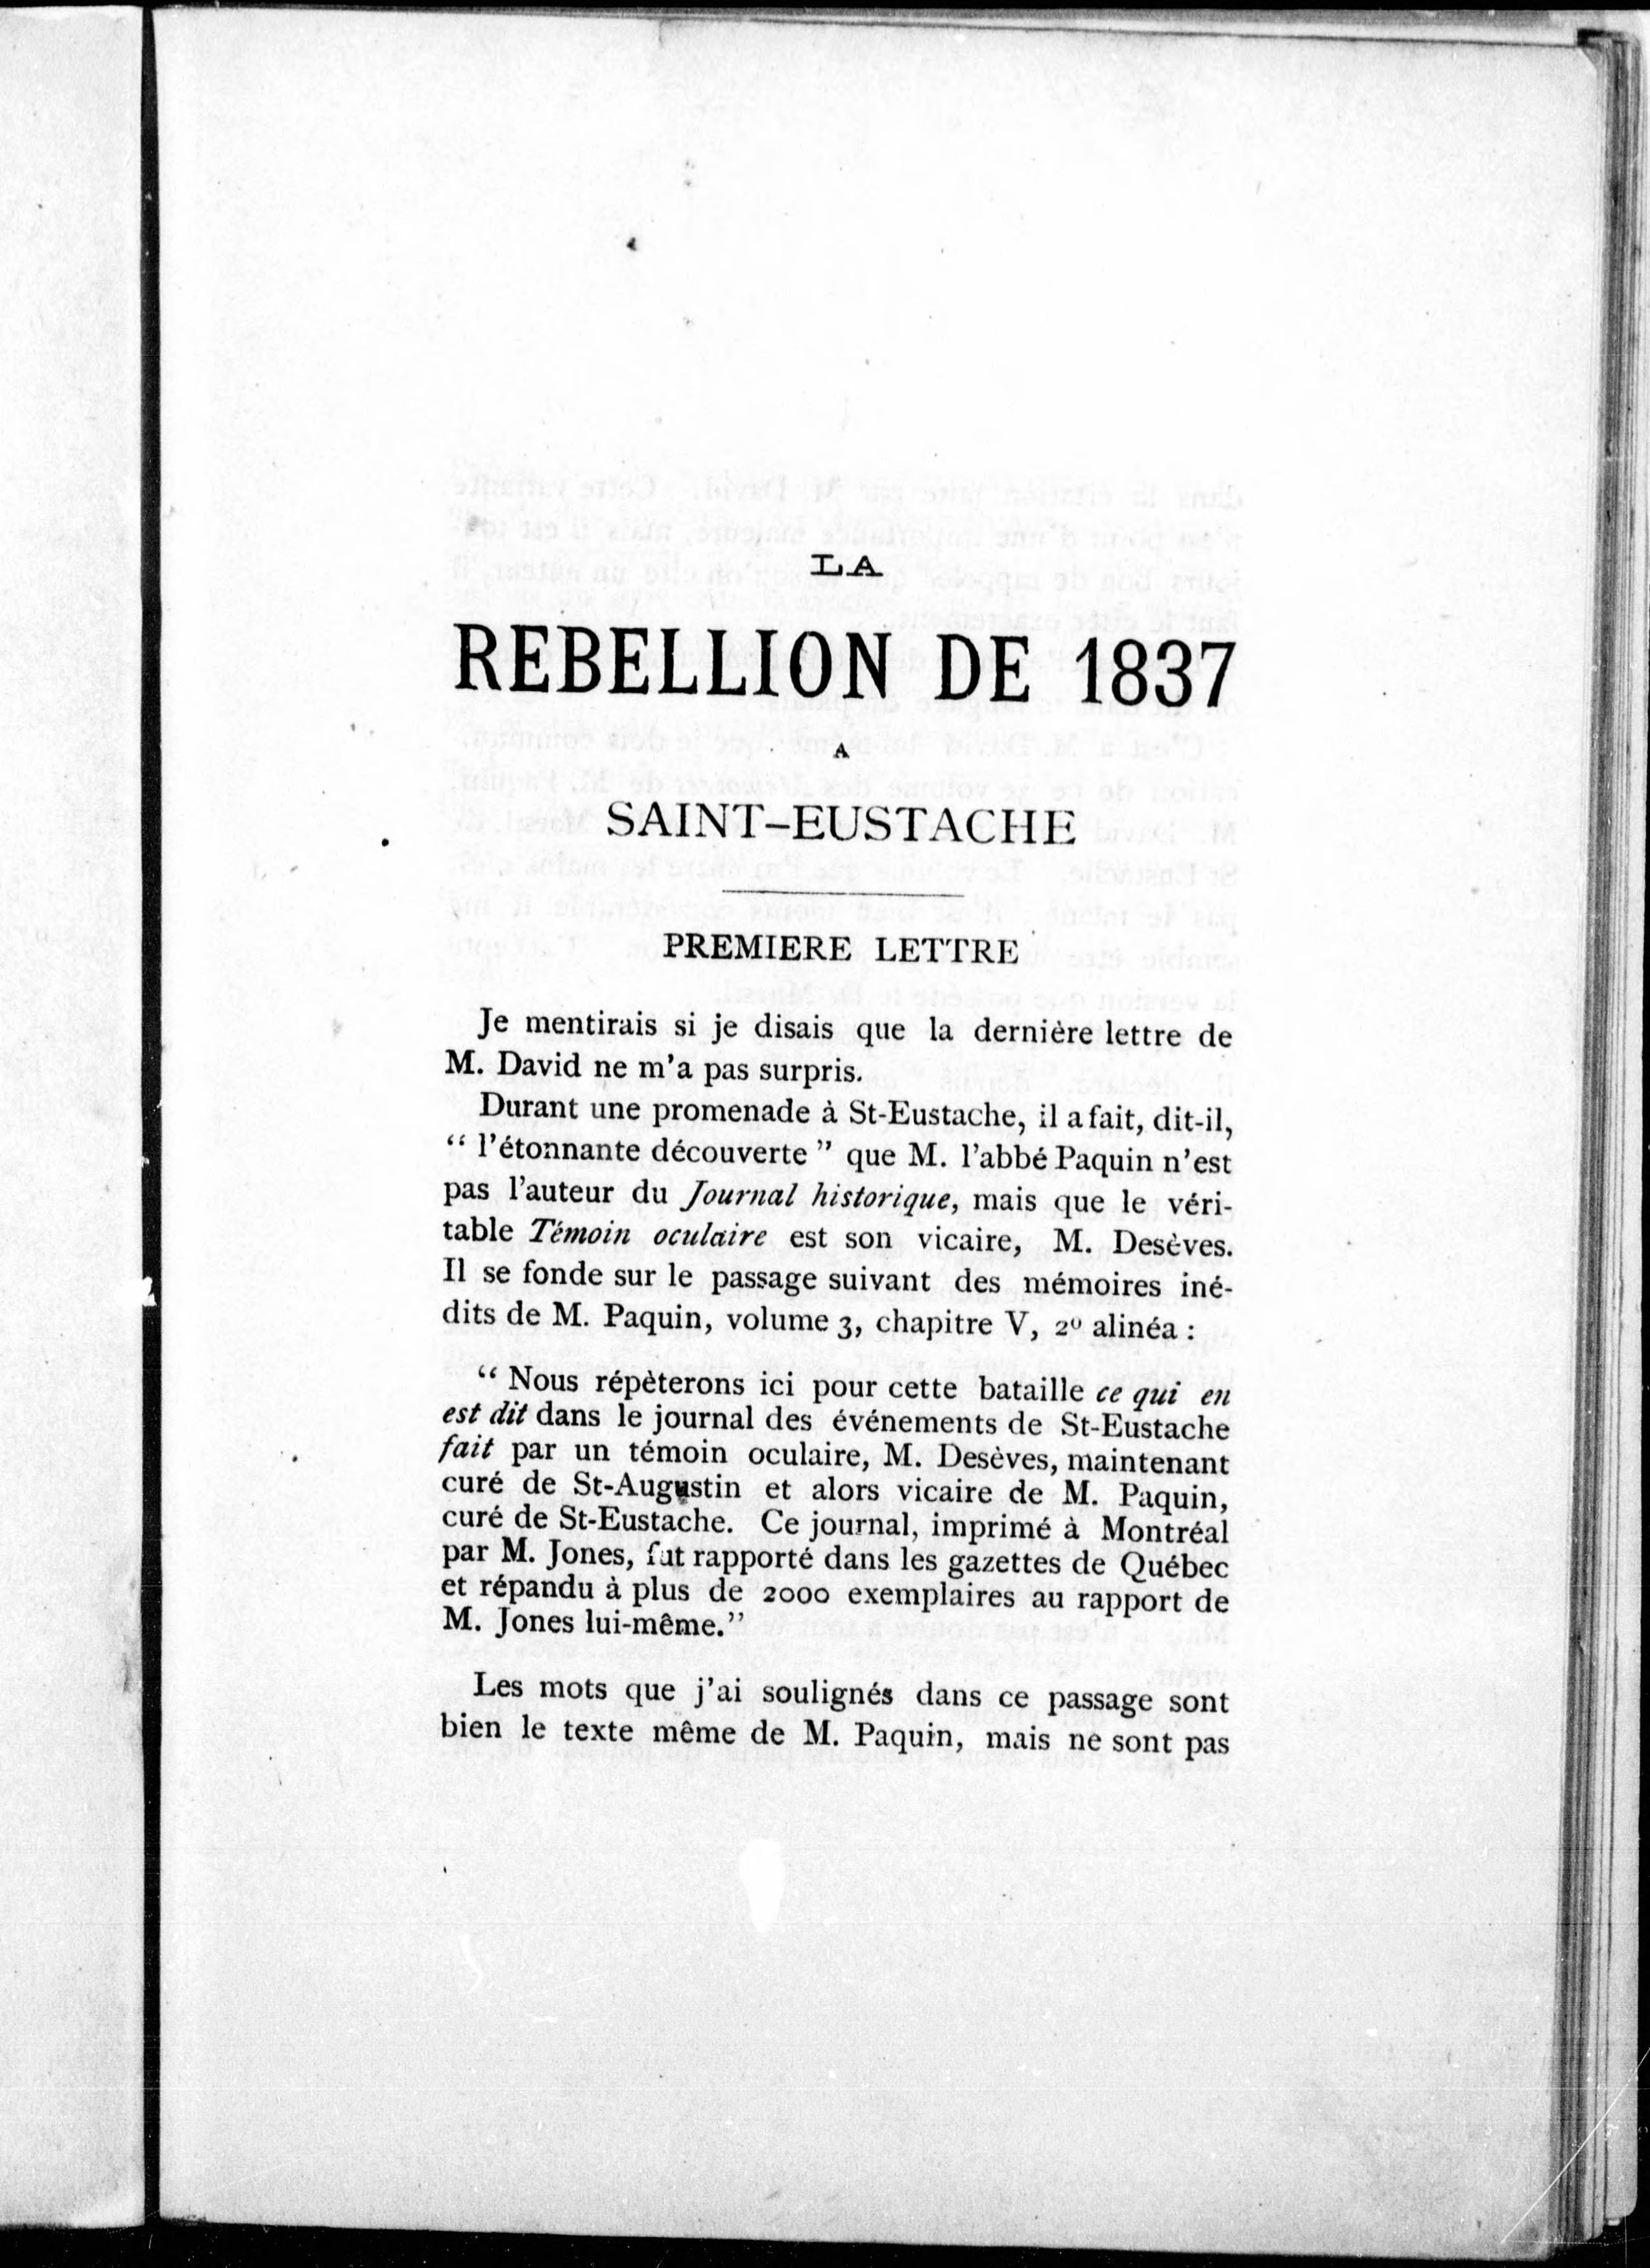 LA
REBELLION DE 1837
A
SAINT-EUSTACHE
PREMIERE LETTRE
Je mentirais si je disais que la dernière lettre de
M. David ne m'a pas surpris.
Durant une promenade à St-Eustache, il a fait, dit-il,
“ l'étonnante découverte ” que M. l'abbé Paquin n'est
pas l'auteur du Journal historique, mais que le véri-
table Témoin oculaire est son vicaire, M. Desèves.
Il se fonde sur le passage suivant des mémoires iné-
dits de M. Paquin, volume 3, chapitre V, 2º alinéa :
“ Nous répèterons ici pour cette bataille ce qui en
est dit dans le journal des événements de St-Eustache
fait par un témoin oculaire, M. Desèves, maintenant
curé de St-Augustin et alors vicaire de M. Paquin,
curé de St-Eustache. Ce journal, imprimé à Montréal
par M. Jones, fut rapporté dans les gazettes de Québec
et répandu à plus de 2000 exemplaires au rapport de
M. Jones lui-même.”
Les mots que j'ai soulignés dans ce passage sont
bien le texte même de M. Paquin, mais ne sont pas